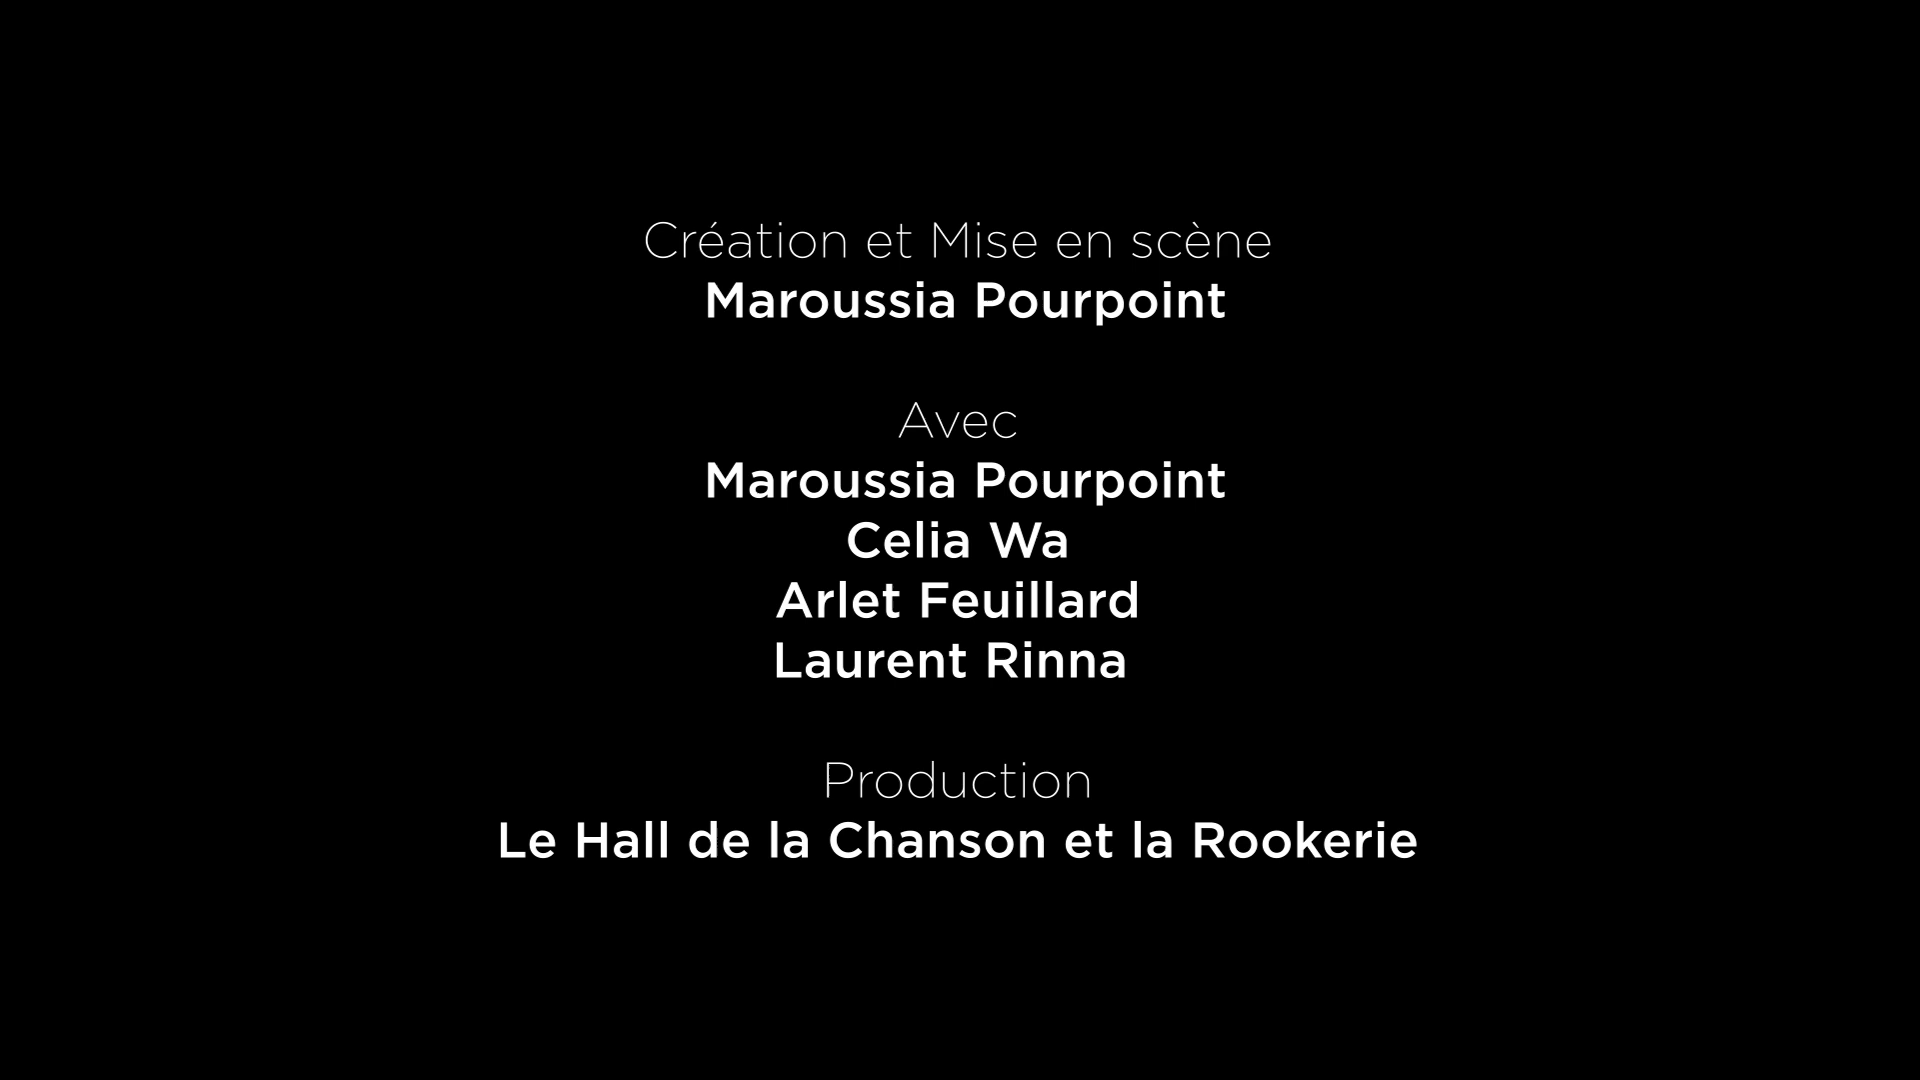 Création et Mise en scène
Maroussia Pourpoint
Avec
Maroussia Pourpoint
Celia Wa
Arlet Feuillard
Laurent Rinna
Production
Le Hall de la Chanson et la Rookerie